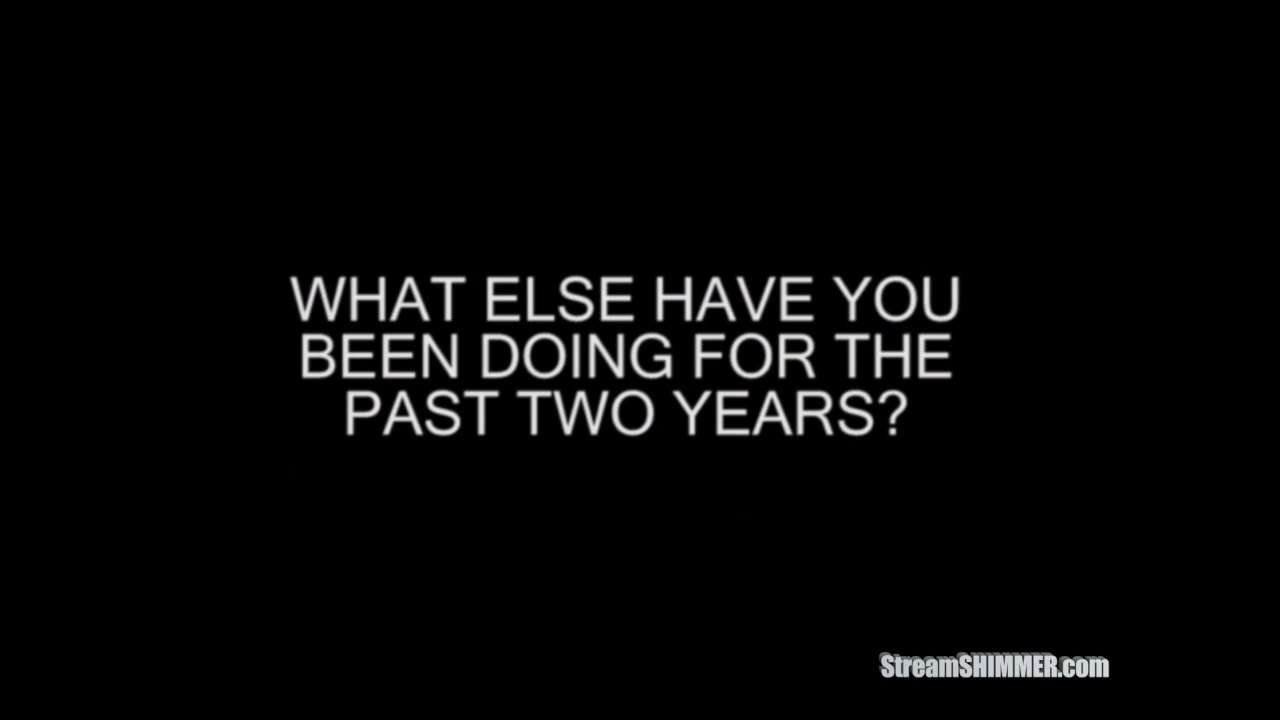 WHAT ELSE HAVE YOU
BEEN DOING FOR THE
PAST TWO YEARS?
StreamSHIMMER.com